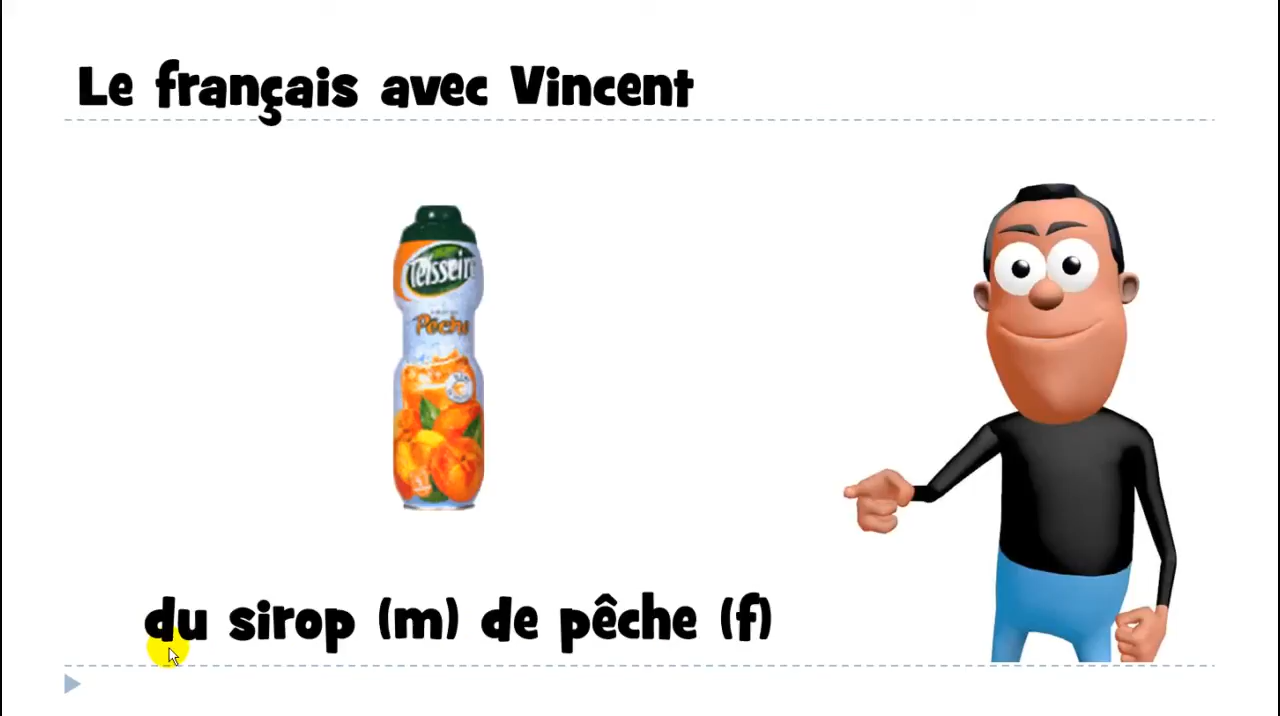 Le français avec Vincent
Teisseire
Pêche
du sirop (m) de pêche (f)